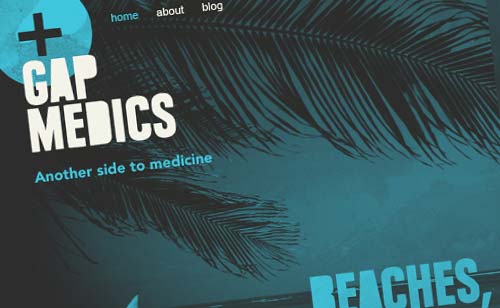 home about blog
GAP
MEDICS
Another side to medicine
BEACHES,